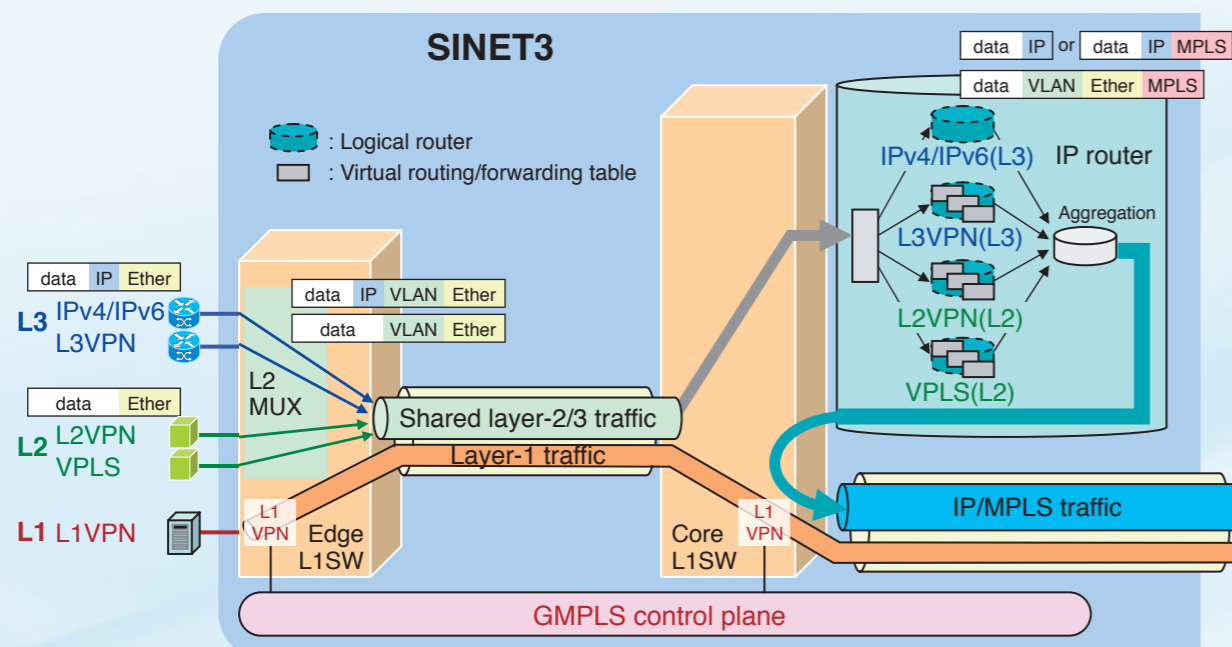 SINET3
data IP or data IP MPLS
data VLAN Ether MPLS
: Logical router
: Virtual routing/forwarding table
IPv4/IPv6(L3)
IP router
L3VPN(L3)
Aggregation
L2VPN(L2)
VPLS(L2)
data IP Ether
L3 IPv4/IPv6
L3VPN
data IP VLAN Ether
data VLAN Ether
L2
MUX
data Ether
L2 L2VPN
VPLS
Shared layer-2/3 traffic
Layer-1 traffic
L1 L1VPN
L1
VPN
Edge
L1SW
Core
L1SW
L1
VPN
IP/MPLS traffic
GMPLS control plane